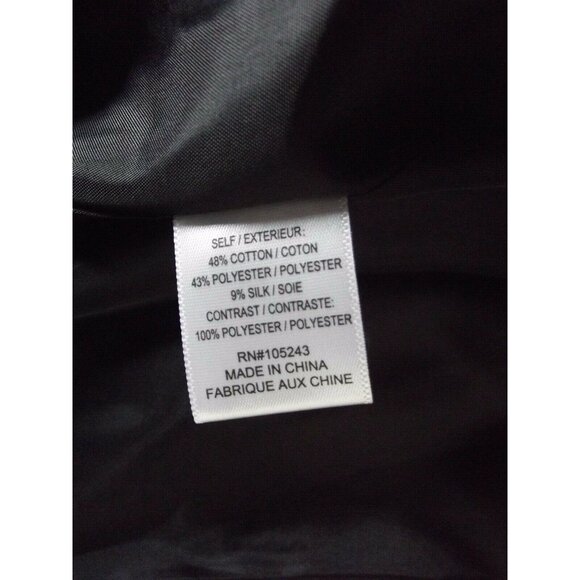 SELF / EXTERIEUR:
48% COTTON / COTON
43% POLYESTER / POLYESTER
9% SILK / SOIE
CONTRAST / CONTRASTE:
100% POLYESTER / POLYESTER
RN#105243
MADE IN CHINA
FABRIQUE AUX CHINE